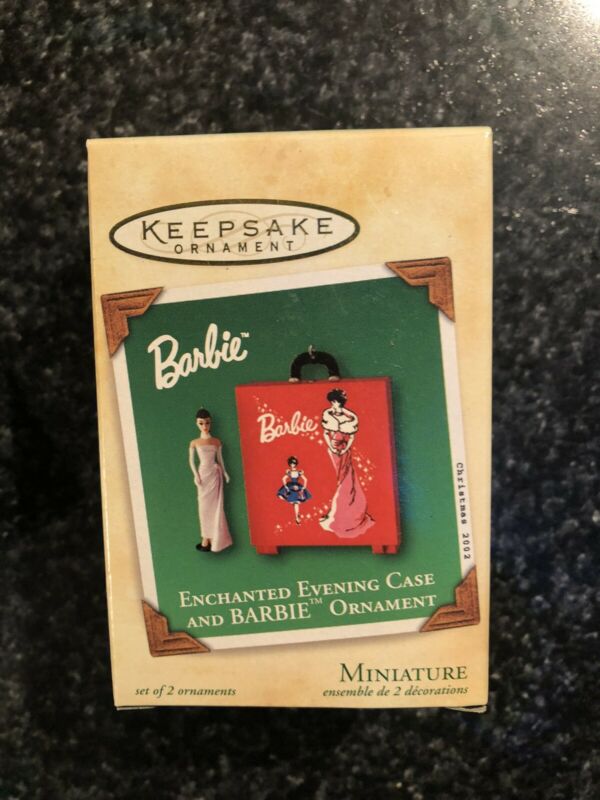 KEEPSAKE
ORNAMENT
Barbie™
Barbie
Christmas 2002
ENCHANTED EVENING CASE
AND BARBIE™ ORNAMENT
MINIATURE
set of 2 ornaments
ensemble de 2 décorations